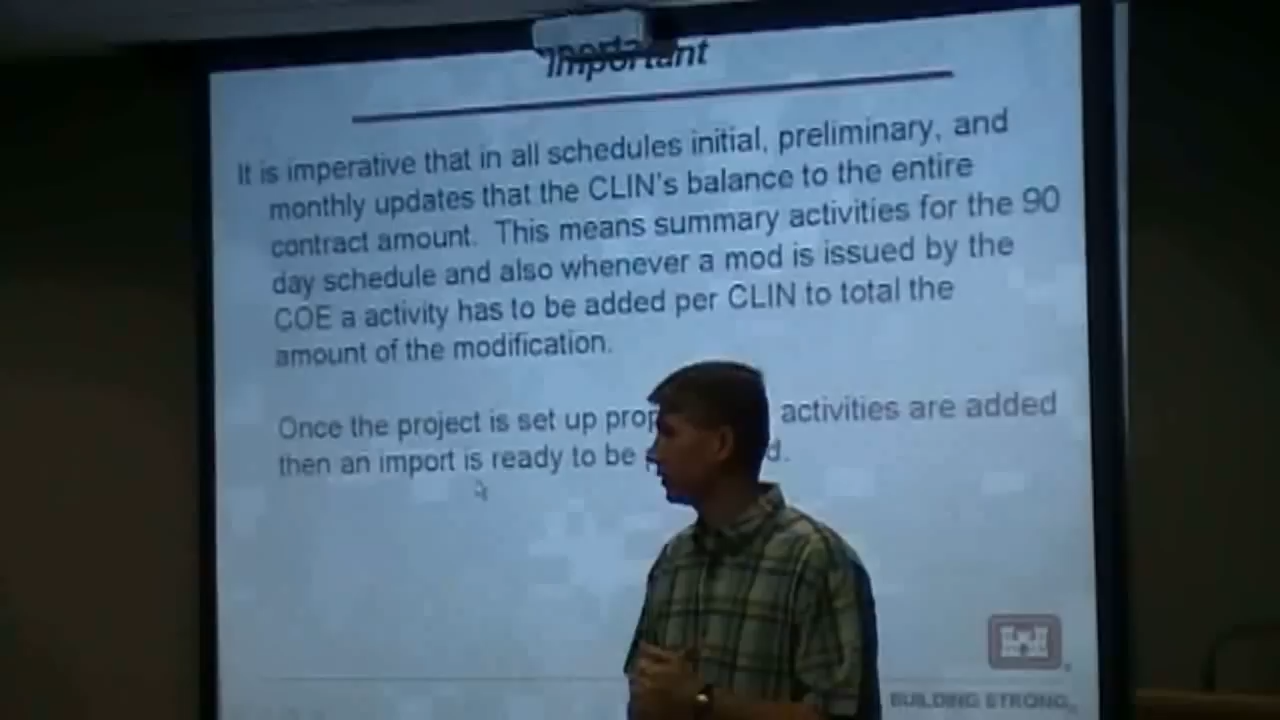 Important
It is imperative that in all schedules initial, preliminary, and
monthly updates that the CLIN's balance to the entire
contract amount. This means summary activities for the 90
day schedule and also whenever a mod is issued by the
COE a activity has to be added per CLIN to total the
amount of the modification.
Once the project is set up activities are added
then an import is ready to be
BUILDING STRONG®